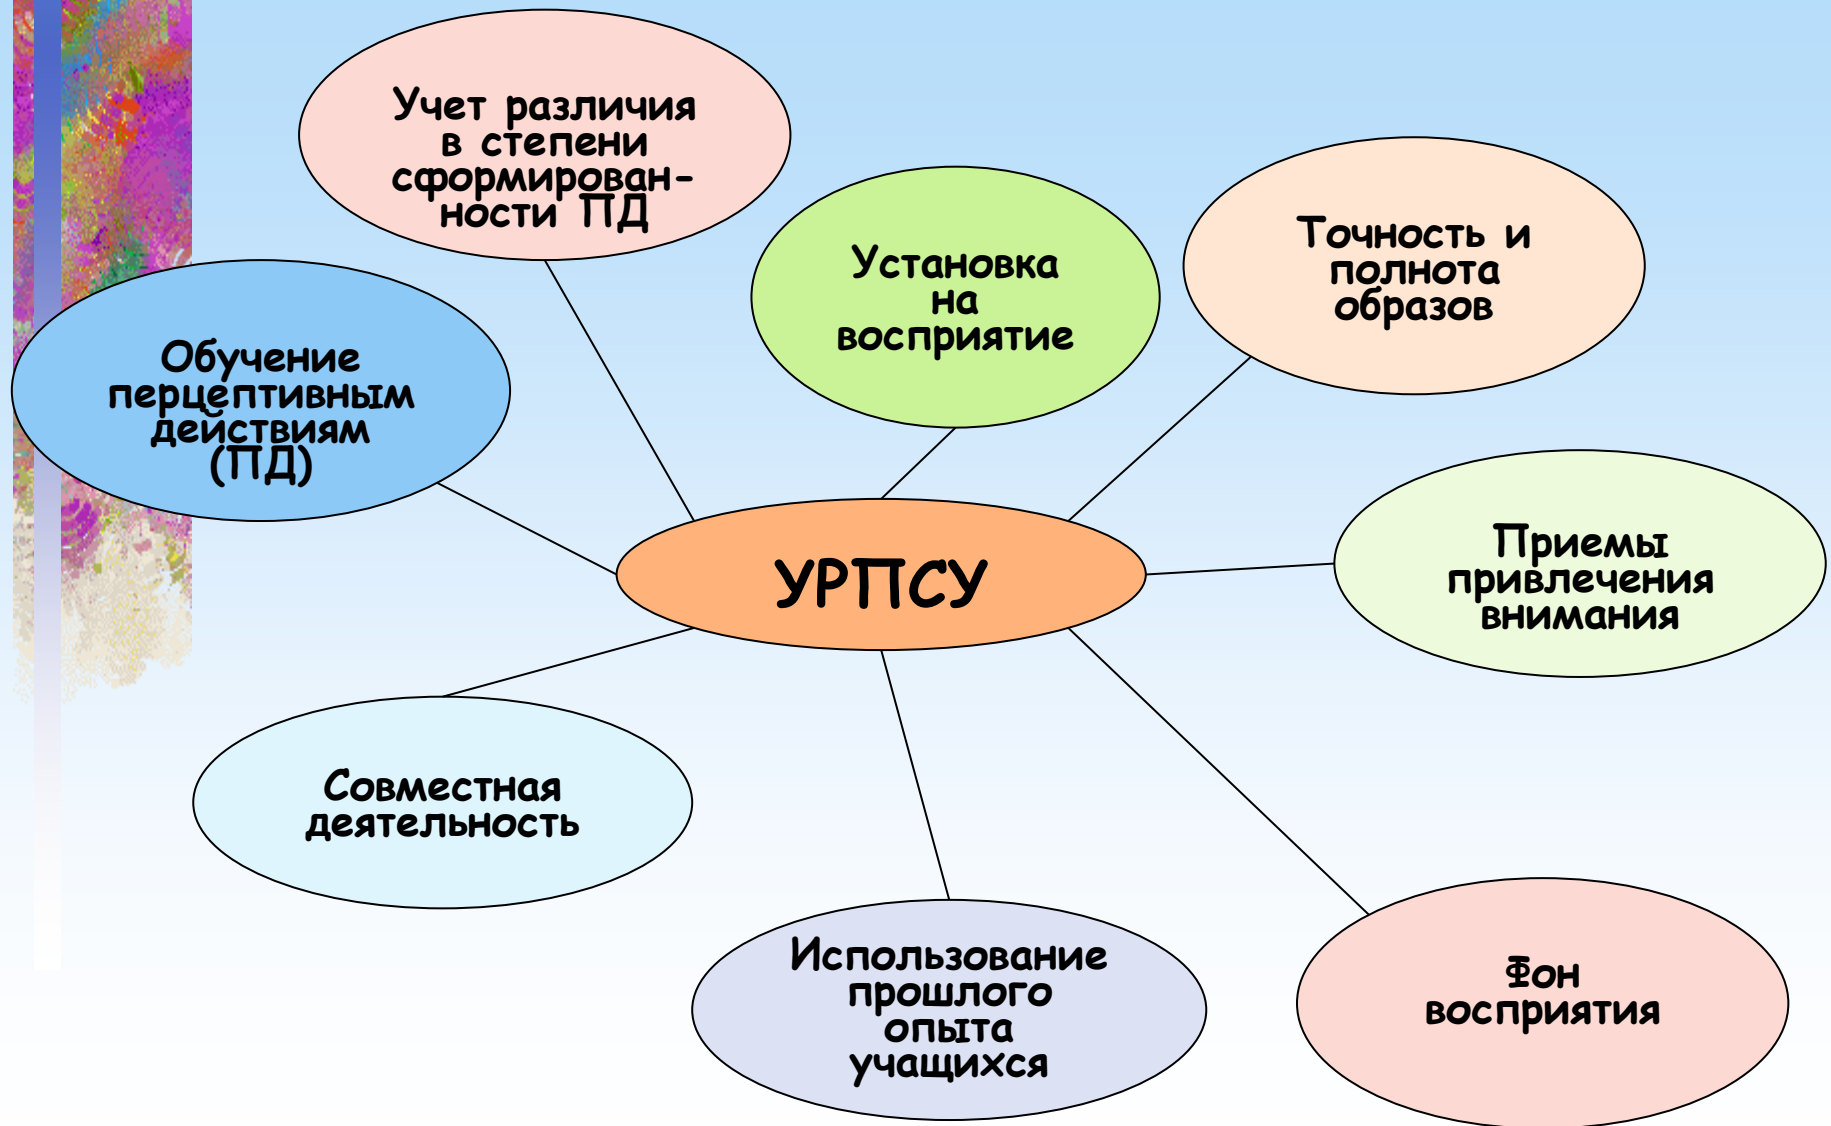 Учет различия
в степени
сформирован-
ности ПД
Установка
на
восприятие
Точность и
полнота
образов
Обучение
перцептивным
действиям
(ПД)
УРПСУ
Приемы
привлечения
внимания
Совместная
деятельность
Использование
прошлого
опыта
учащихся
Фон
восприятия